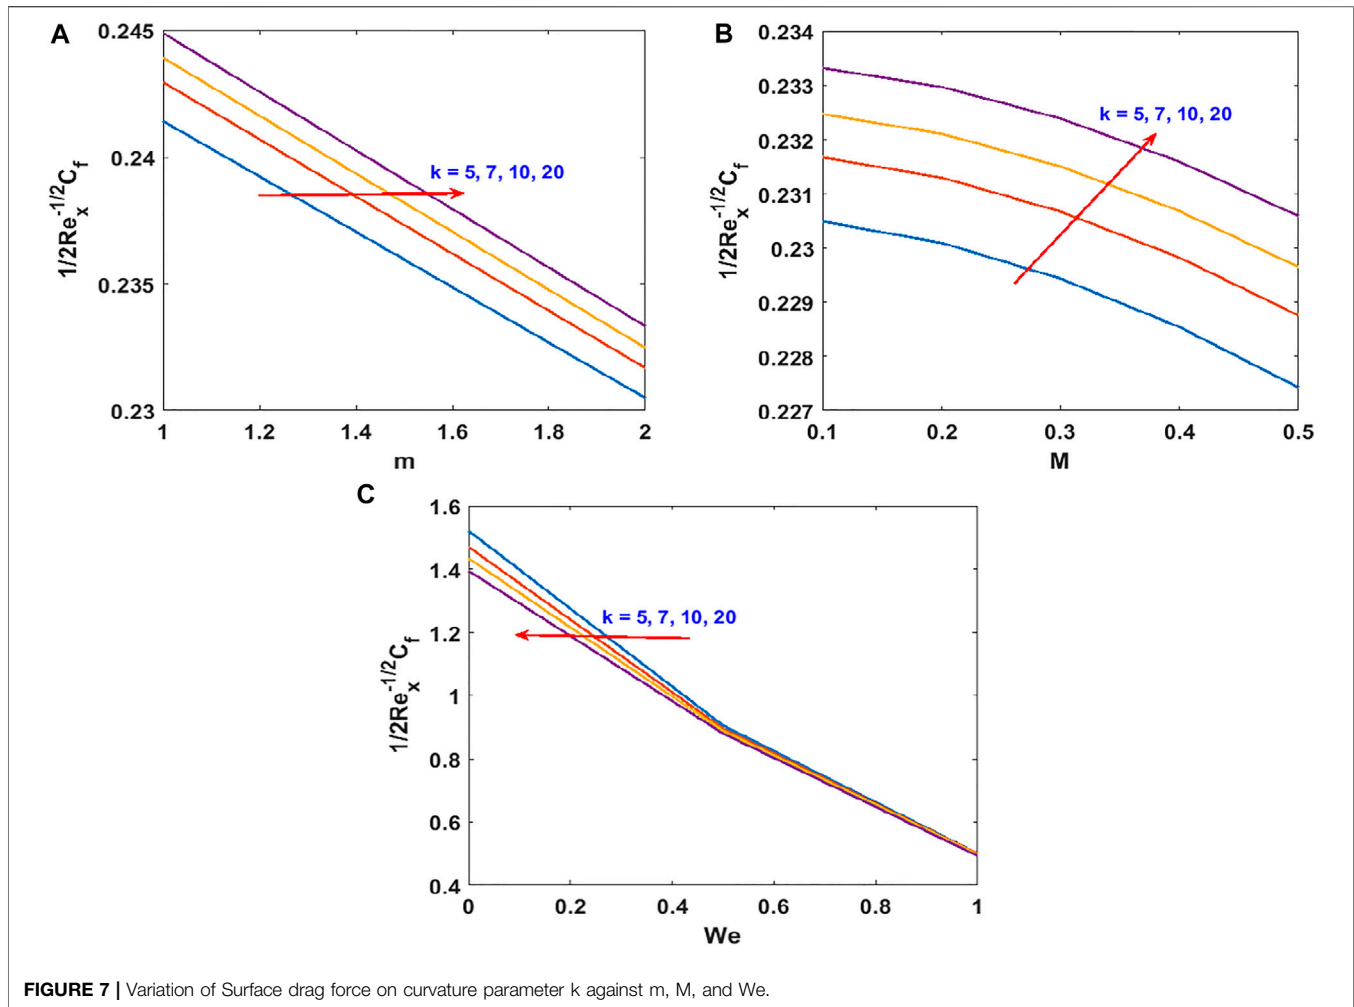 A
0.245
0.24
0.235
0.23
1/2Re_x^{-1/2}C_f
k = 5, 7, 10, 20
1 1.2 1.4 1.6 1.8 2
m
B
0.234
0.233
0.232
0.231
0.23
0.229
0.228
0.227
1/2Re_x^{-1/2}C_f
k = 5, 7, 10, 20
0.1 0.2 0.3 0.4 0.5
M
C
1.6
1.4
1.2
1
0.8
0.6
0.4
1/2Re_x^{-1/2}C_f
k = 5, 7, 10, 20
0 0.2 0.4 0.6 0.8 1
We
FIGURE 7 | Variation of Surface drag force on curvature parameter k against m, M, and We.